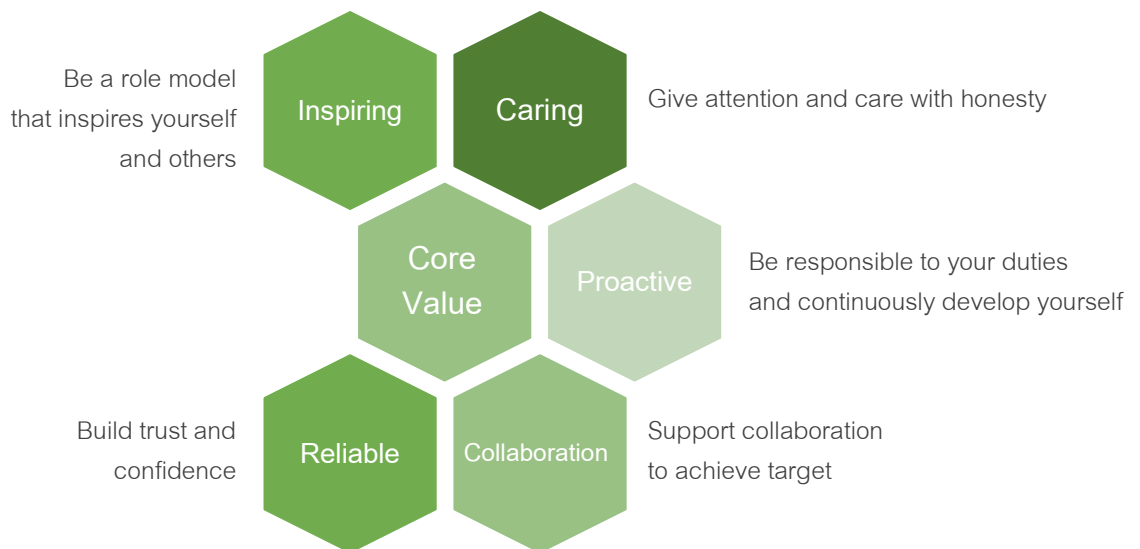 Be a role model
that inspires yourself
and others
Inspiring
Caring
Give attention and care with honesty
Core
Value
Proactive
Be responsible to your duties
and continuously develop yourself
Build trust and
confidence
Reliable
Collaboration
Support collaboration
to achieve target